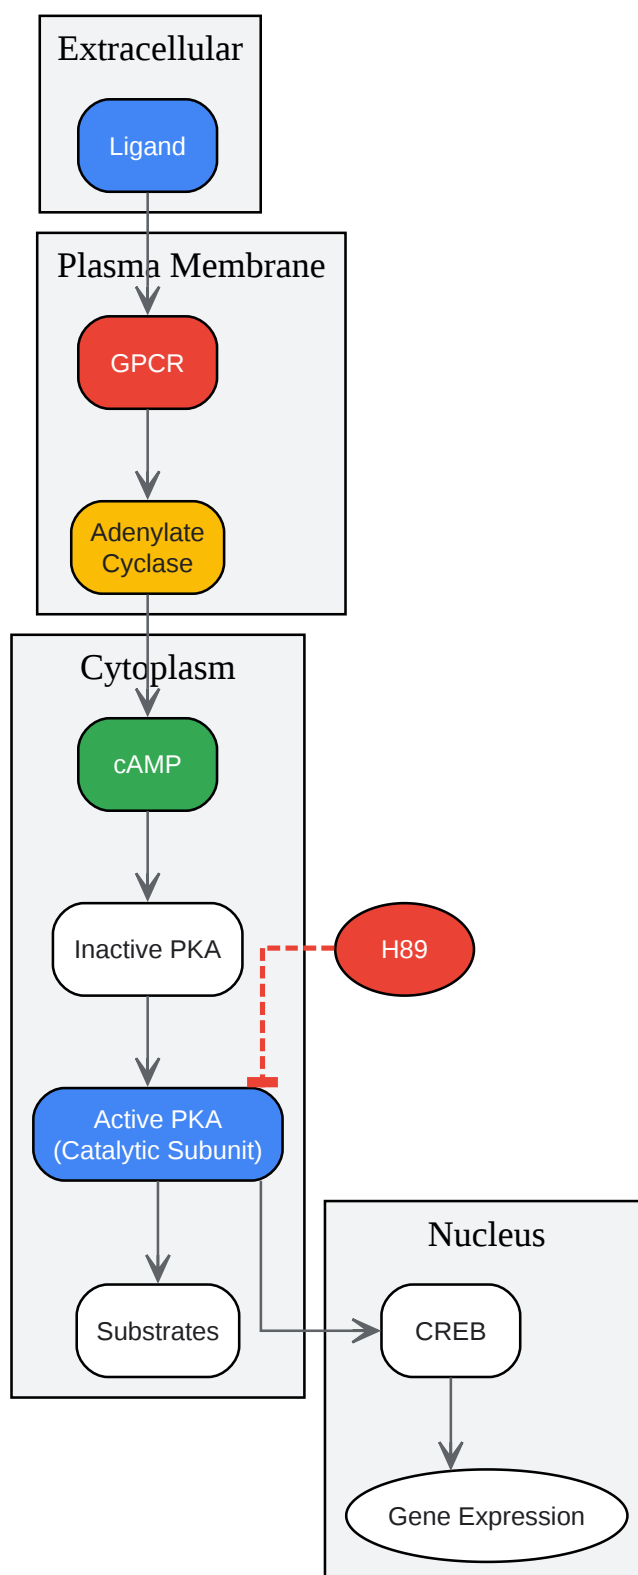 Extracellular
Ligand
Plasma Membrane
GPCR
Adenylate
Cyclase
Cytoplasm
cAMP
Inactive PKA
H89
Active PKA
(Catalytic Subunit)
Nucleus
Substrates
CREB
Gene Expression